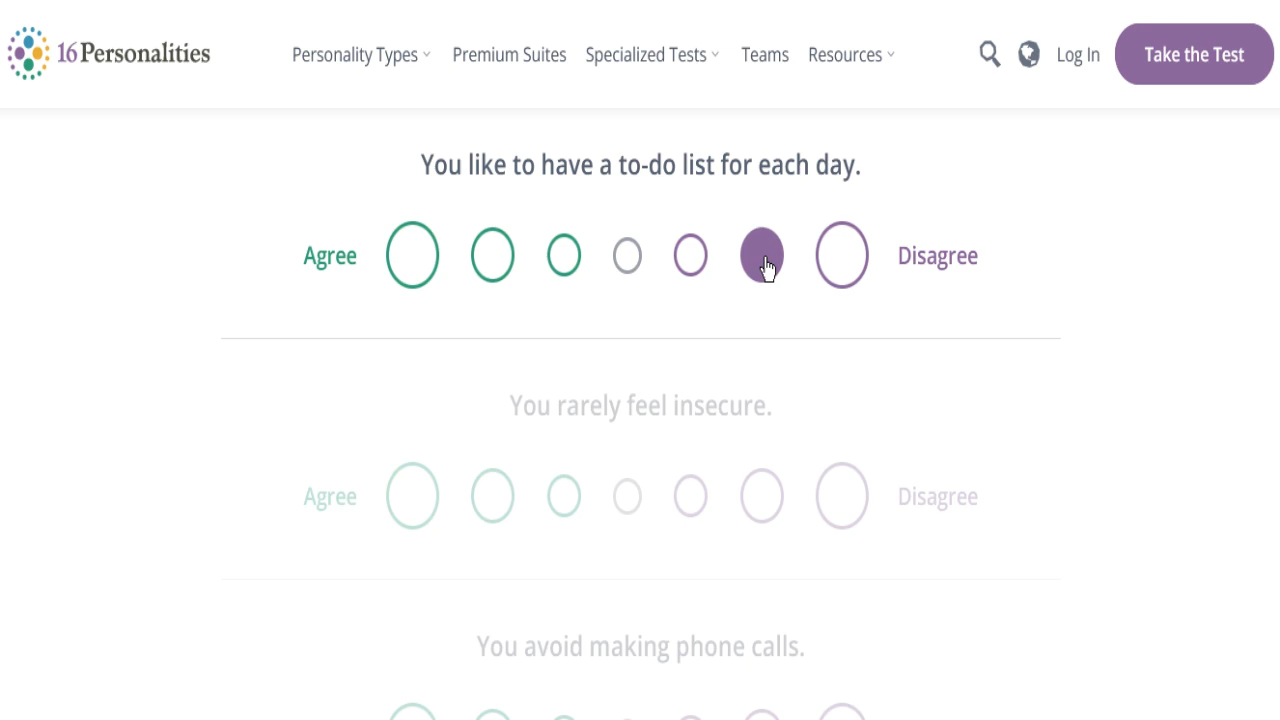 16Personalities Personality Types Premium Suites Specialized Tests Teams Resources Log In Take the Test
You like to have a to-do list for each day.
Agree Disagree
You rarely feel insecure.
Agree Disagree
You avoid making phone calls.